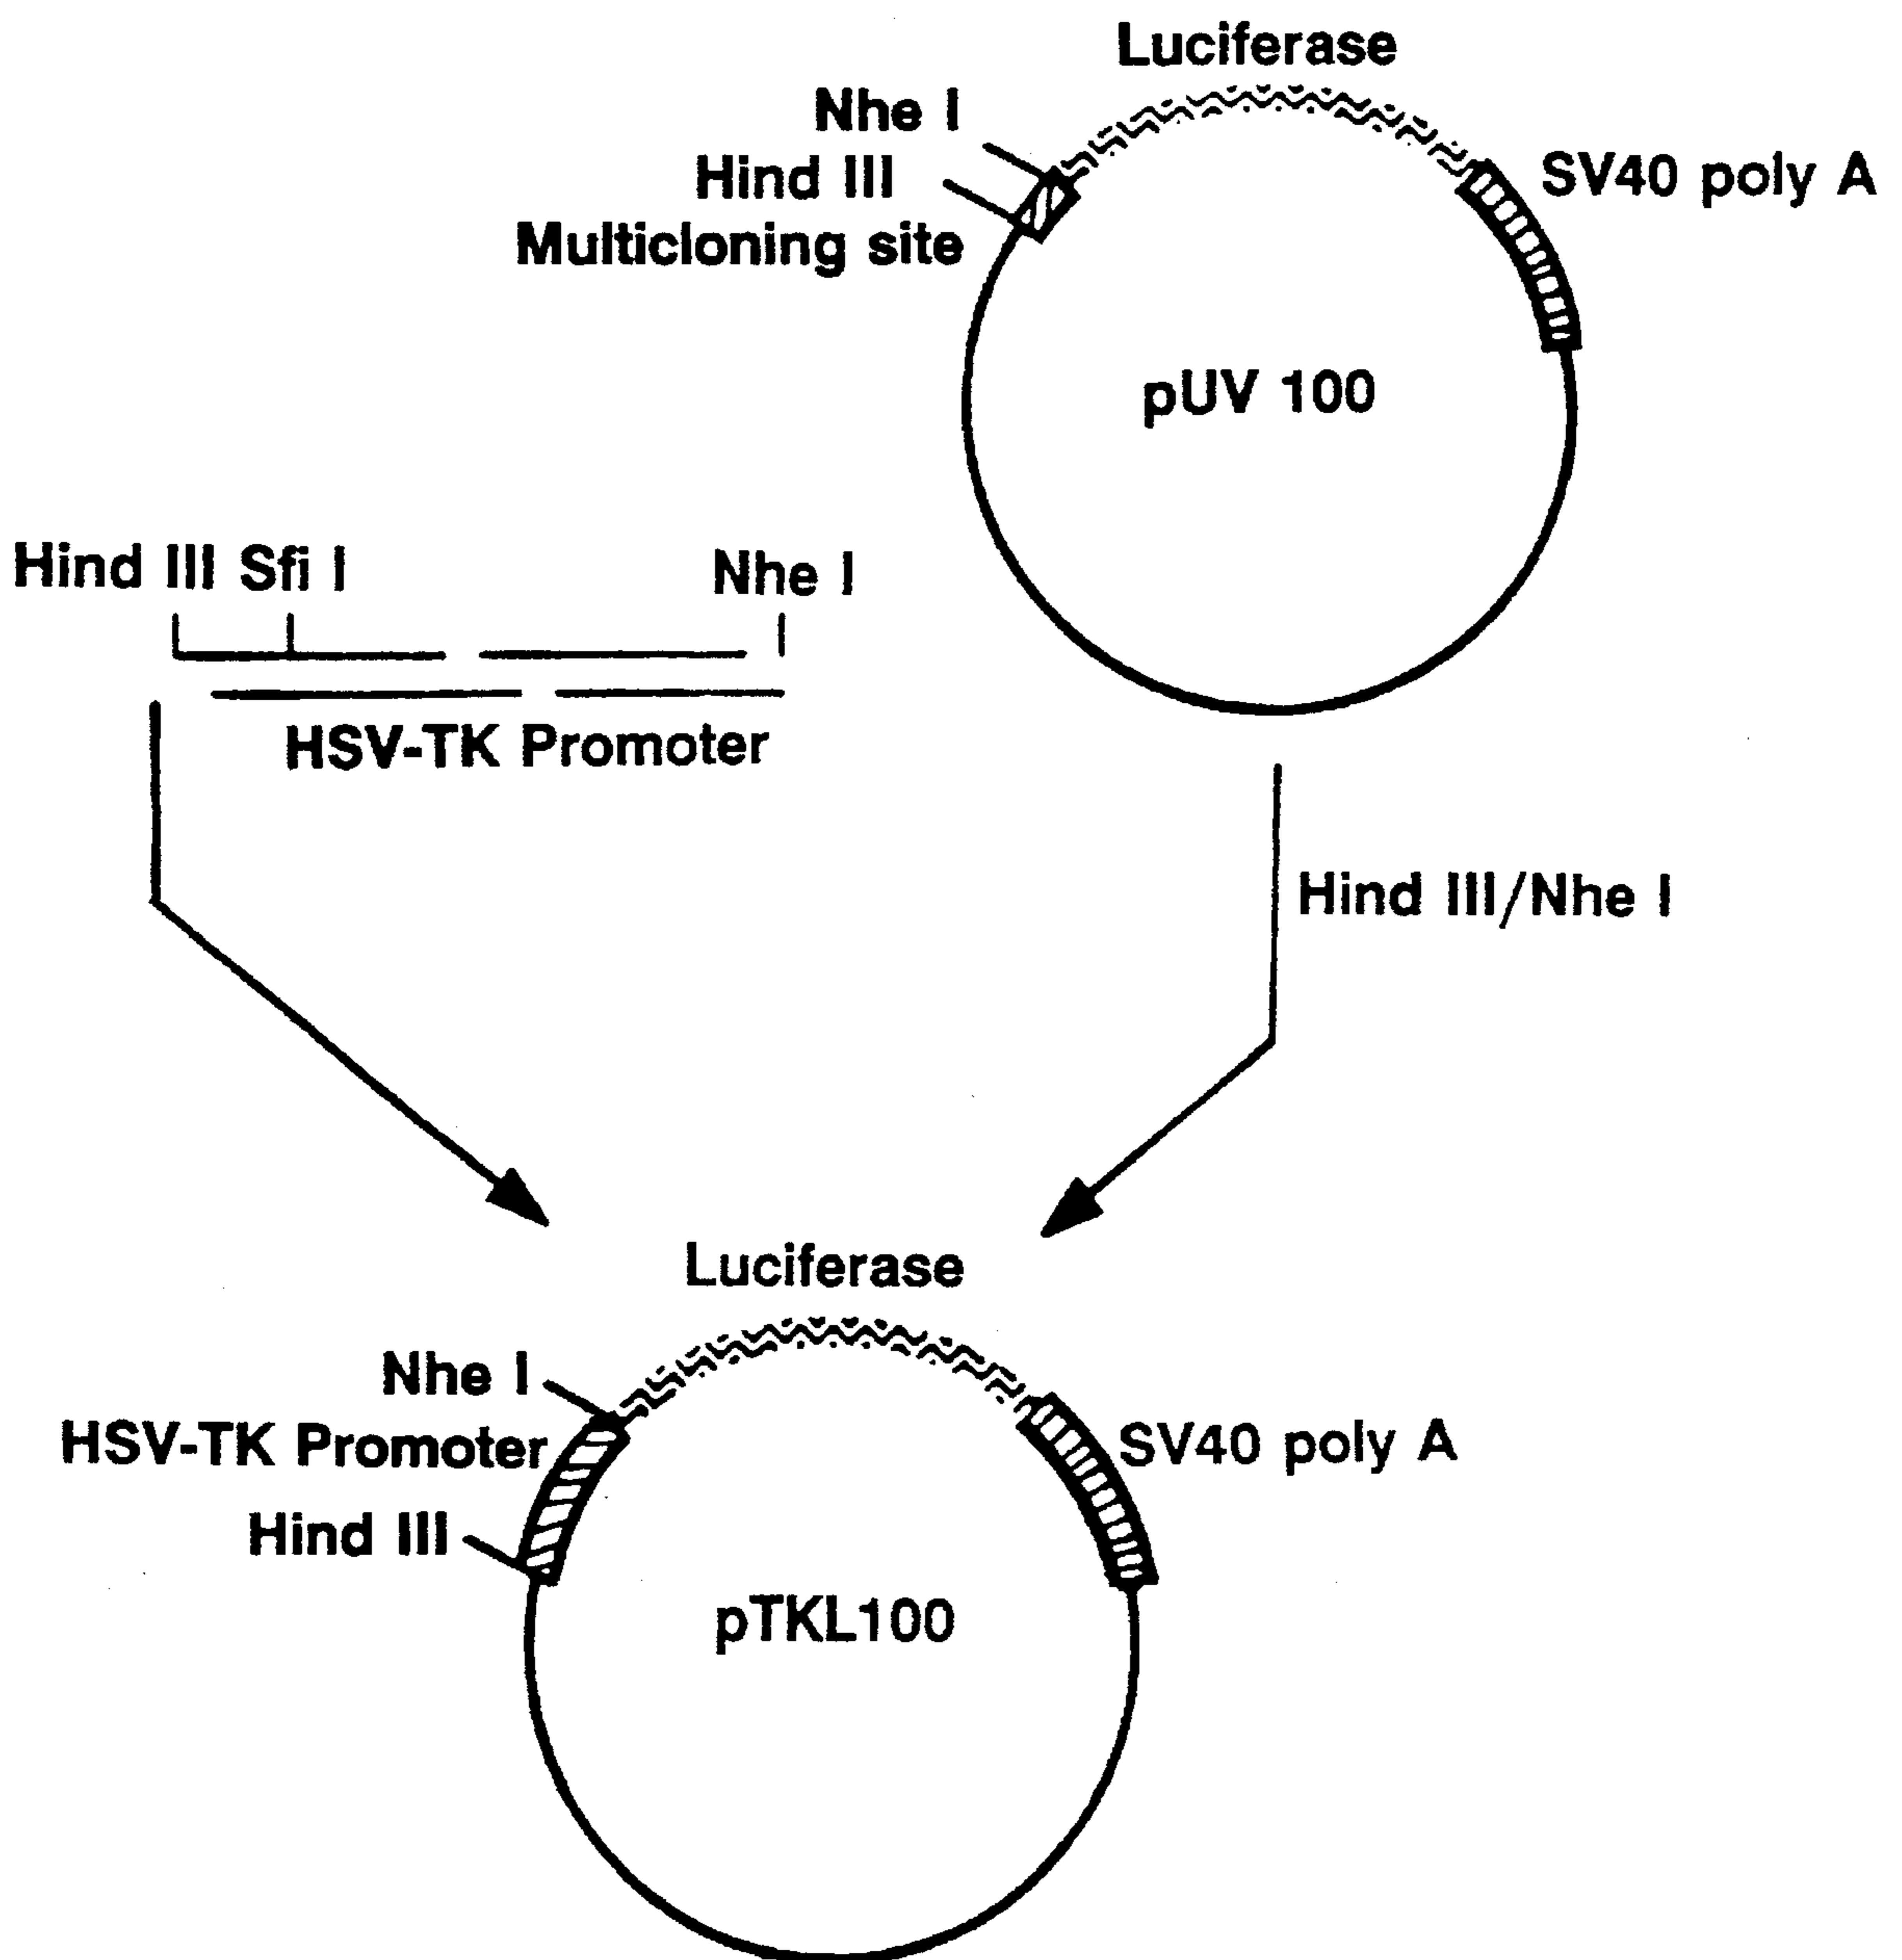 Luciferase
Nhe I
Hind III
Multicloning site
SV40 poly A
pUV 100
Hind III Sfi I
Nhe I
HSV-TK Promoter
Hind III/Nhe I
Luciferase
Nhe I
HSV-TK Promoter
SV40 poly A
Hind III
pTKL100